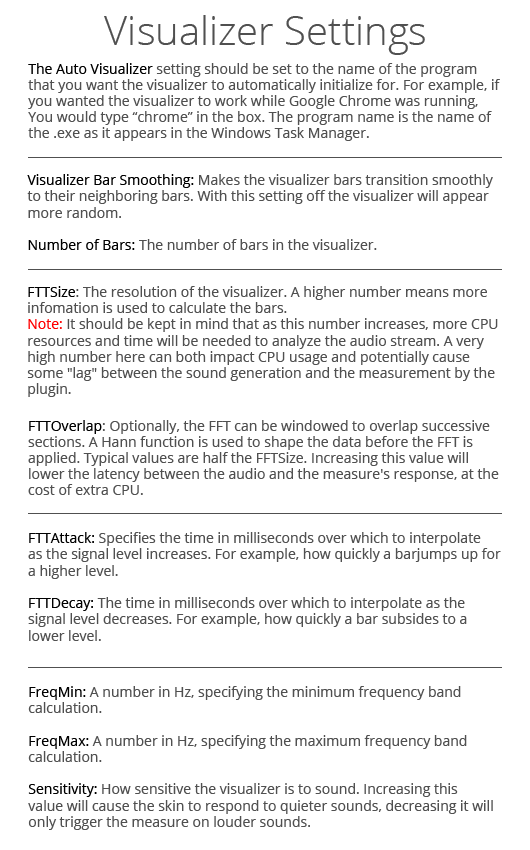 Visualizer Settings
The Auto Visualizer setting should be set to the name of the program
that you want the visualizer to automatically initialize for. For example, if
you wanted the visualizer to work while Google Chrome was running,
You would type “chrome” in the box. The program name is the name of
the .exe as it appears in the Windows Task Manager.
Visualizer Bar Smoothing: Makes the visualizer bars transition smoothly
to their neighboring bars. With this setting off the visualizer will appear
more random.
Number of Bars: The number of bars in the visualizer.
FTTSize: The resolution of the visualizer. A higher number means more
infomation is used to calculate the bars.
Note: It should be kept in mind that as this number increases, more CPU
resources and time will be needed to analyze the audio stream. A very
high number here can both impact CPU usage and potentially cause
some "lag" between the sound generation and the measurement by the
plugin.
FTTOverlap: Optionally, the FFT can be windowed to overlap successive
sections. A Hann function is used to shape the data before the FFT is
applied. Typical values are half the FFTSize. Increasing this value will
lower the latency between the audio and the measure's response, at the
cost of extra CPU.
FTTAttack: Specifies the time in milliseconds over which to interpolate
as the signal level increases. For example, how quickly a barjumps up for
a higher level.
FTTDecay: The time in milliseconds over which to interpolate as the
signal level decreases. For example, how quickly a bar subsides to a
lower level.
FreqMin: A number in Hz, specifying the minimum frequency band
calculation.
FreqMax: A number in Hz, specifying the maximum frequency band
calculation.
Sensitivity: How sensitive the visualizer is to sound. Increasing this
value will cause the skin to respond to quieter sounds, decreasing it will
only trigger the measure on louder sounds.